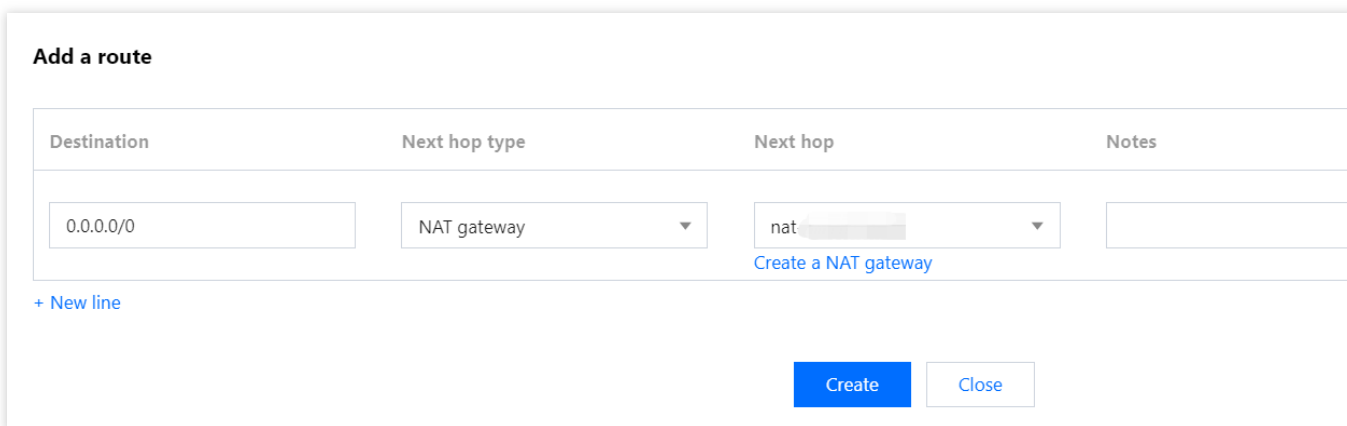 Add a route
Destination Next hop type Next hop Notes
0.0.0.0/0 NAT gateway nat
Create a NAT gateway
+ New line
Create Close